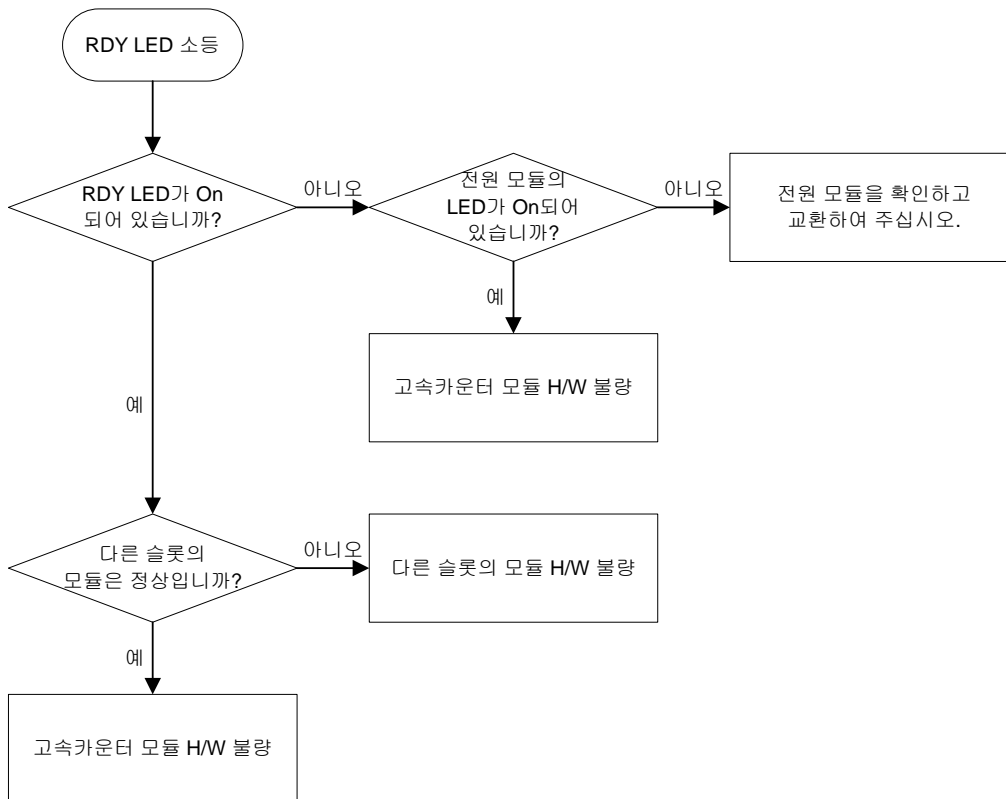 RDY LED 소등
RDY LED가 On
되어 있습니까?
아니오
전원 모듈의
LED가 On되어
있습니까?
아니오
전원 모듈을 확인하고
교환하여 주십시오.
예
고속카운터 모듈 H/W 불량
예
다른 슬롯의
모듈은 정상입니까?
아니오
다른 슬롯의 모듈 H/W 불량
예
고속카운터 모듈 H/W 불량